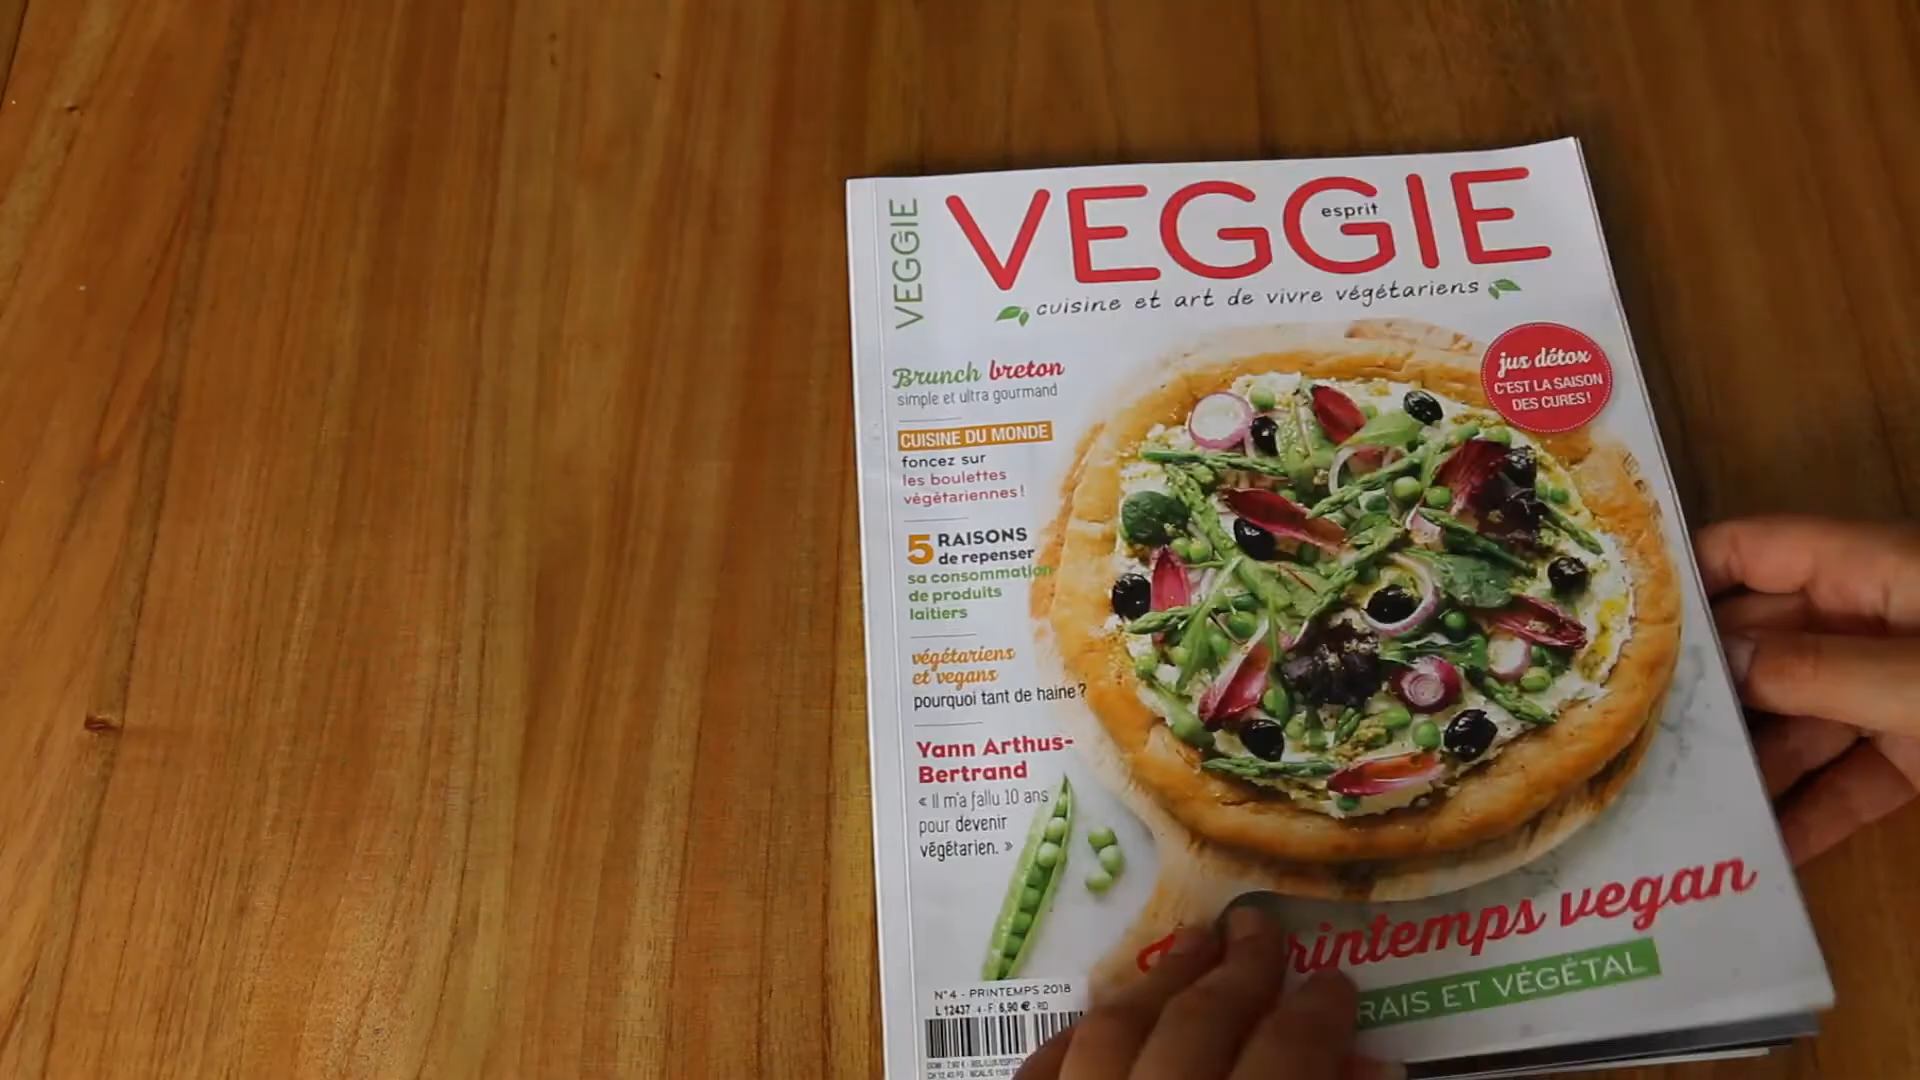 VEGGIE
VEGGIE
esprit
cuisine et art de vivre végétariens
jus détox
C'EST LA SAISON
DES CURES !
Brunch breton
simple et ultra gourmand
CUISINE DU MONDE
foncez sur
les boulettes
végétariennes !
5 RAISONS
de repenser
sa consommation
de produits
laitiers
végétariens
et vegans
pourquoi tant de haine ?
Yann Arthus-
Bertrand
« Il m'a fallu 10 ans
pour devenir
végétarien. »
vegan
ET VÉGÉTAL
N°4 - PRINTEMPS 2018
L 12437 - 4 - F: 6,90 € - RD